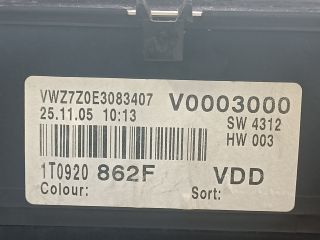 VWZ7Z0E3083407 V0003000
25.11.05 10:13 SW 4312
HW 003
1T0920 862F VDD
Colour: Sort: